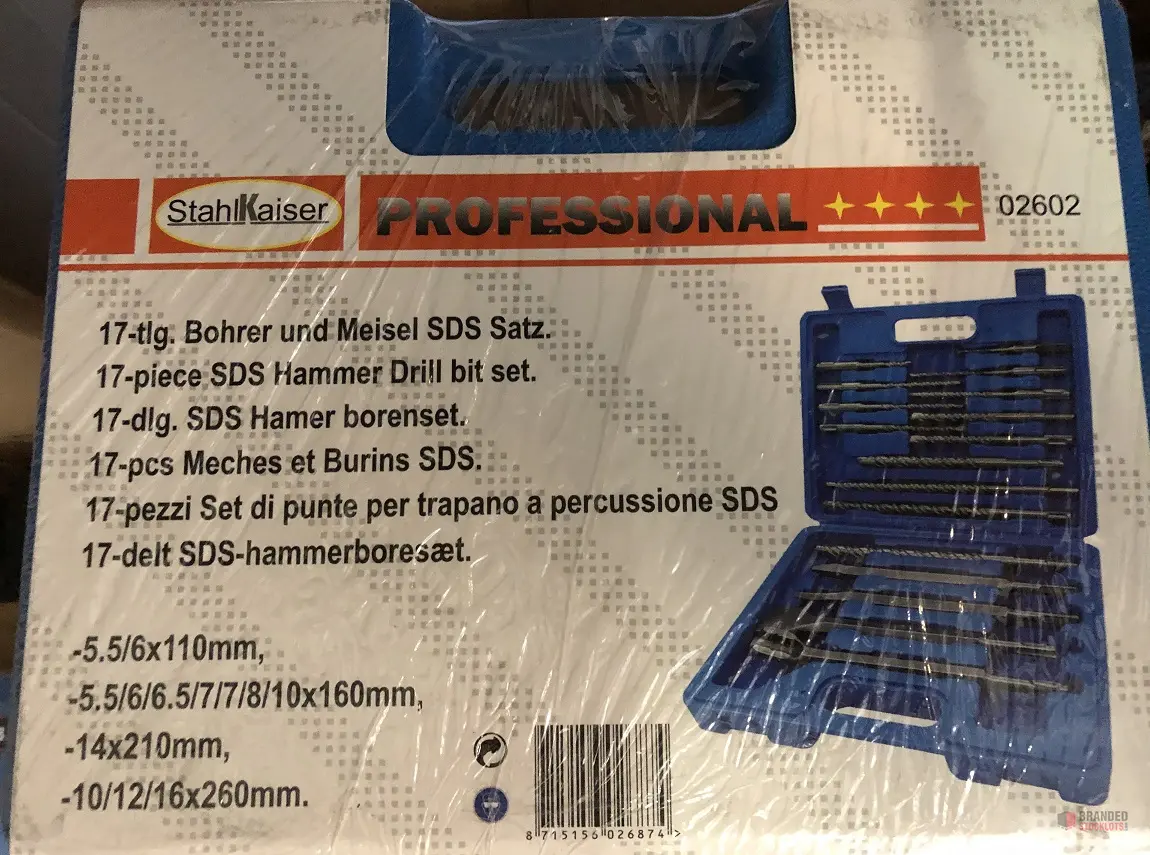 StahlKaiser PROFESSIONAL 02602
17-tlg. Bohrer und Meisel SDS Satz.
17-piece SDS Hammer Drill bit set.
17-dlg. SDS Hamer borenset.
17-pcs Meches et Burins SDS.
17-pezzi Set di punte per trapano a percussione SDS
17-delt SDS-hammerboresæt.
-5.5/6x110mm,
-5.5/6/6.5/7/7/8/10x160mm,
-14x210mm,
-10/12/16x260mm.
8 715156 026874 >
BRANDED
STOCKLOTS